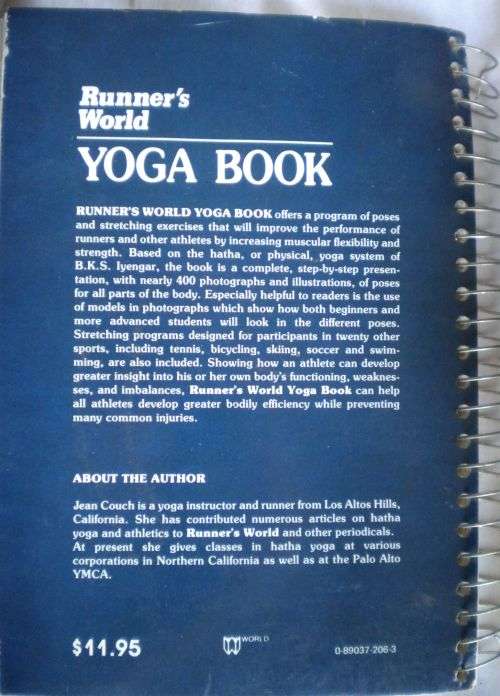 Runner's
World
YOGA BOOK
RUNNER'S WORLD YOGA BOOK offers a program of poses
and stretching exercises that will improve the performance of
runners and other athletes by increasing muscular flexibility and
strength. Based on the hatha, or physical, yoga system of
B.K.S. Iyengar, the book is a complete, step-by-step presen-
tation, with nearly 400 photographs and illustrations, of poses
for all parts of the body. Especially helpful to readers is the use
of models in photographs which show how both beginners and
more advanced students will look in the different poses.
Stretching programs designed for participants in twenty other
sports, including tennis, bicycling, skiing, soccer and swim-
ming, are also included. Showing how an athlete can develop
greater insight into his or her own body's functioning, weaknes-
ses, and imbalances, Runner's World Yoga Book can help
all athletes develop greater bodily efficiency while preventing
many common injuries.
ABOUT THE AUTHOR
Jean Couch is a yoga instructor and runner from Los Altos Hills,
California. She has contributed numerous articles on hatha
yoga and athletics to Runner's World and other periodicals.
At present she gives classes in hatha yoga at various
corporations in Northern California as well as at the Palo Alto
YMCA.
$11.95
WORLD
0-89037-206-3